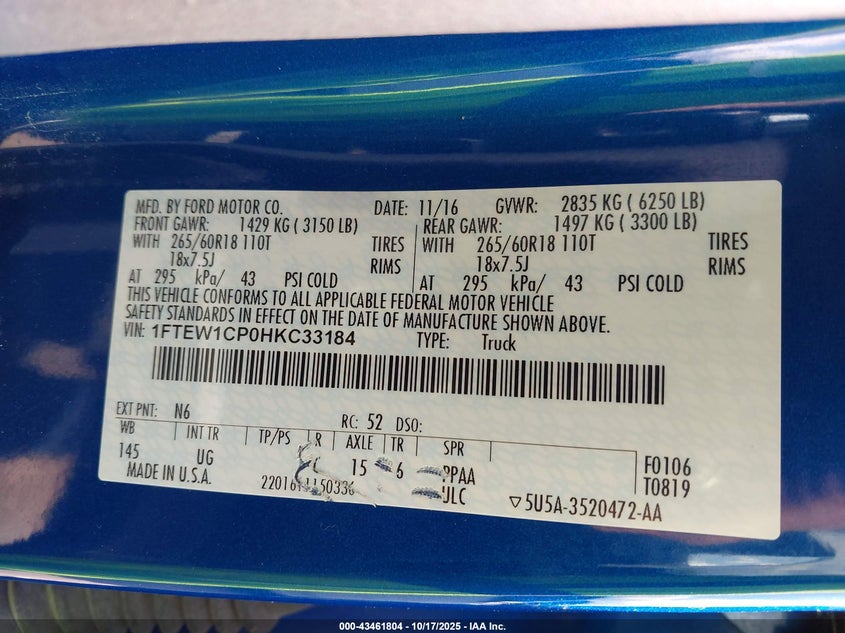 MFD. BY FORD MOTOR CO. DATE: 11/16 GVWR: 2835 KG ( 6250 LB)
FRONT GAWR: 1429 KG ( 3150 LB) REAR GAWR: 1497 KG ( 3300 LB)
WITH 265/60R18 110T TIRES WITH 265/60R18 110T TIRES
18x7.5J RIMS 18x7.5J RIMS
AT 295 kPa/ 43 PSI COLD AT 295 kPa/ 43 PSI COLD
THIS VEHICLE CONFORMS TO ALL APPLICABLE FEDERAL MOTOR VEHICLE
SAFETY STANDARDS IN EFFECT ON THE DATE OF MANUFACTURE SHOWN ABOVE.
VIN: 1FTEW1CP0HKC33184 TYPE: Truck
EXT PNT: N6 RC: 52 DSO:
WB INT TR TP/PS R AXLE TR SPR
145 UG 15 6 PPAA F0106
MADE IN U.S.A. ULC T0819
5U5A-3520472-AA
000-43461804 | 10/17/2025 - IAA Inc.